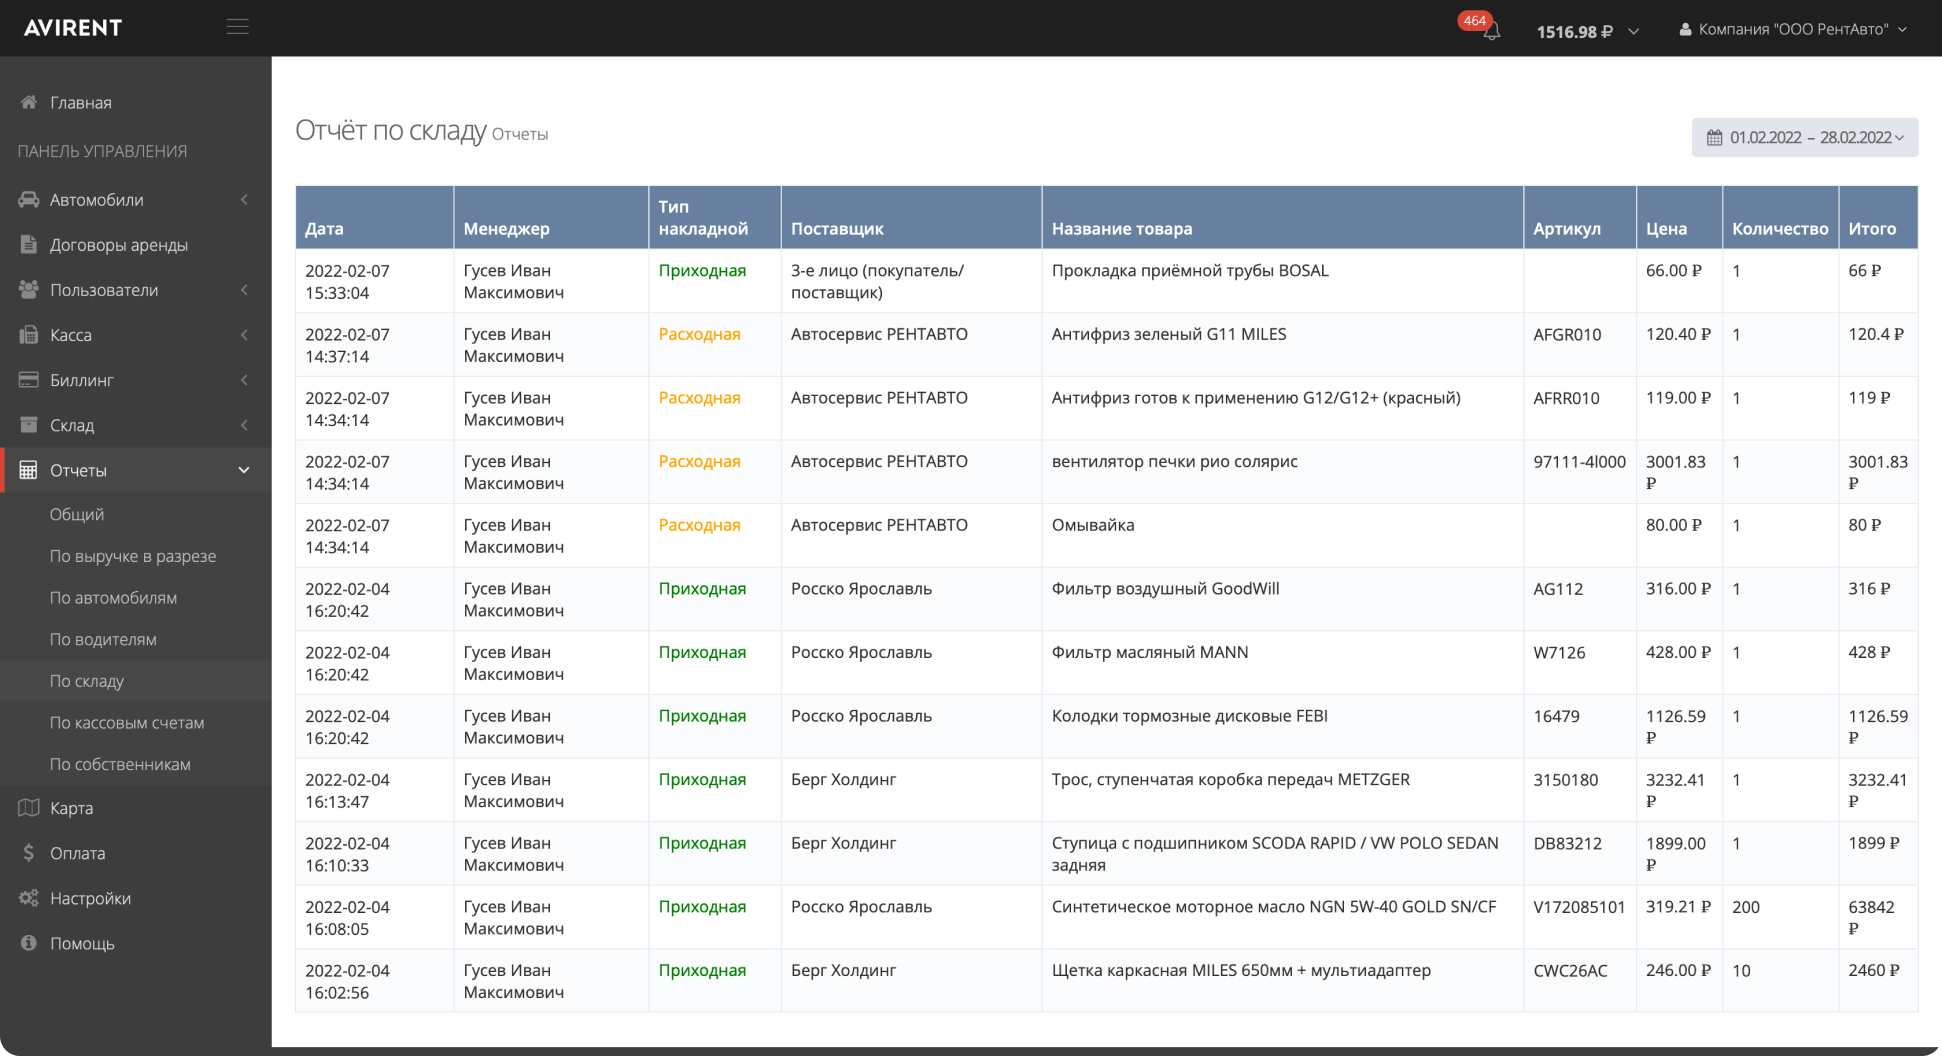 AVIRENT
464
1516.98 ₽
Компания "ООО РентАвто"
Главная
ПАНЕЛЬ УПРАВЛЕНИЯ
Автомобили
Договоры аренды
Пользователи
Касса
Биллинг
Склад
Отчеты
Общий
По выручке в разрезе
По автомобилям
По водителям
По складу
По кассовым счетам
По собственникам
Карта
Оплата
Настройки
Помощь
Отчёт по складу Отчеты
01.02.2022 – 28.02.2022
Дата Менеджер Тип накладной Поставщик Название товара Артикул Цена Количество Итого
2022-02-07 15:33:04 Гусев Иван Максимович Приходная 3-е лицо (покупатель/поставщик) Прокладка приёмной трубы BOSAL 66.00 ₽ 1 66 ₽
2022-02-07 14:37:14 Гусев Иван Максимович Расходная Автосервис РЕНТАВТО Антифриз зеленый G11 MILES AFGR010 120.40 ₽ 1 120.4 ₽
2022-02-07 14:34:14 Гусев Иван Максимович Расходная Автосервис РЕНТАВТО Антифриз готов к применению G12/G12+ (красный) AFRR010 119.00 ₽ 1 119 ₽
2022-02-07 14:34:14 Гусев Иван Максимович Расходная Автосервис РЕНТАВТО вентилятор печки рио солярис 97111-4l000 3001.83 ₽ 1 3001.83 ₽
2022-02-07 14:34:14 Гусев Иван Максимович Расходная Автосервис РЕНТАВТО Омывайка 80.00 ₽ 1 80 ₽
2022-02-04 16:20:42 Гусев Иван Максимович Приходная Росско Ярославль Фильтр воздушный GoodWill AG112 316.00 ₽ 1 316 ₽
2022-02-04 16:20:42 Гусев Иван Максимович Приходная Росско Ярославль Фильтр масляный MANN W7126 428.00 ₽ 1 428 ₽
2022-02-04 16:20:42 Гусев Иван Максимович Приходная Росско Ярославль Колодки тормозные дисковые FEBI 16479 1126.59 ₽ 1 1126.59 ₽
2022-02-04 16:13:47 Гусев Иван Максимович Приходная Берг Холдинг Трос, ступенчатая коробка передач METZGER 3150180 3232.41 ₽ 1 3232.41 ₽
2022-02-04 16:10:33 Гусев Иван Максимович Приходная Берг Холдинг Ступица с подшипником SCODA RAPID / VW POLO SEDAN задняя DB83212 1899.00 ₽ 1 1899 ₽
2022-02-04 16:08:05 Гусев Иван Максимович Приходная Росско Ярославль Синтетическое моторное масло NGN 5W-40 GOLD SN/CF V172085101 319.21 ₽ 200 63842 ₽
2022-02-04 16:02:56 Гусев Иван Максимович Приходная Берг Холдинг Щетка каркасная MILES 650мм + мультиадаптер CWC26AC 246.00 ₽ 10 2460 ₽